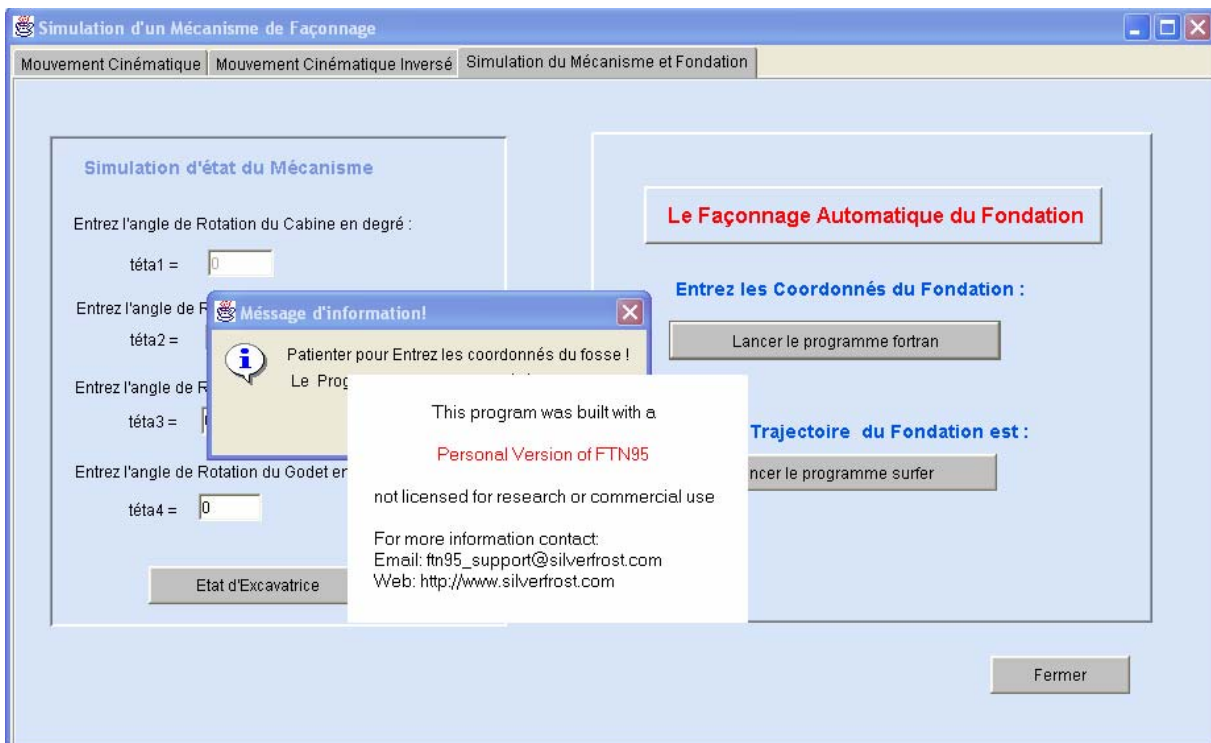 Simulation d'un Mécanisme de Façonnage
Mouvement Cinématique
Mouvement Cinématique Inversé
Simulation du Mécanisme et Fondation
Simulation d'état du Mécanisme
Entrez l'angle de Rotation du Cabine en degré :
téta1 =
0
Entrez l'angle de R
téta2 =
Entrez l'angle de R
téta3 =
Entrez l'angle de Rotation du Godet en
téta4 =
0
Etat d'Excavatrice
Méssage d'information!
Patienter pour Entrez les coordonnés du fosse !
Le Prog
This program was built with a
Personal Version of FTN95
not licensed for research or commercial use
For more information contact:
Email: ftn95_support@silverfrost.com
Web: http://www.silverfrost.com
Le Façonnage Automatique du Fondation
Entrez les Coordonnés du Fondation :
Lancer le programme fortran
Trajectoire du Fondation est :
ncer le programme surfer
Fermer